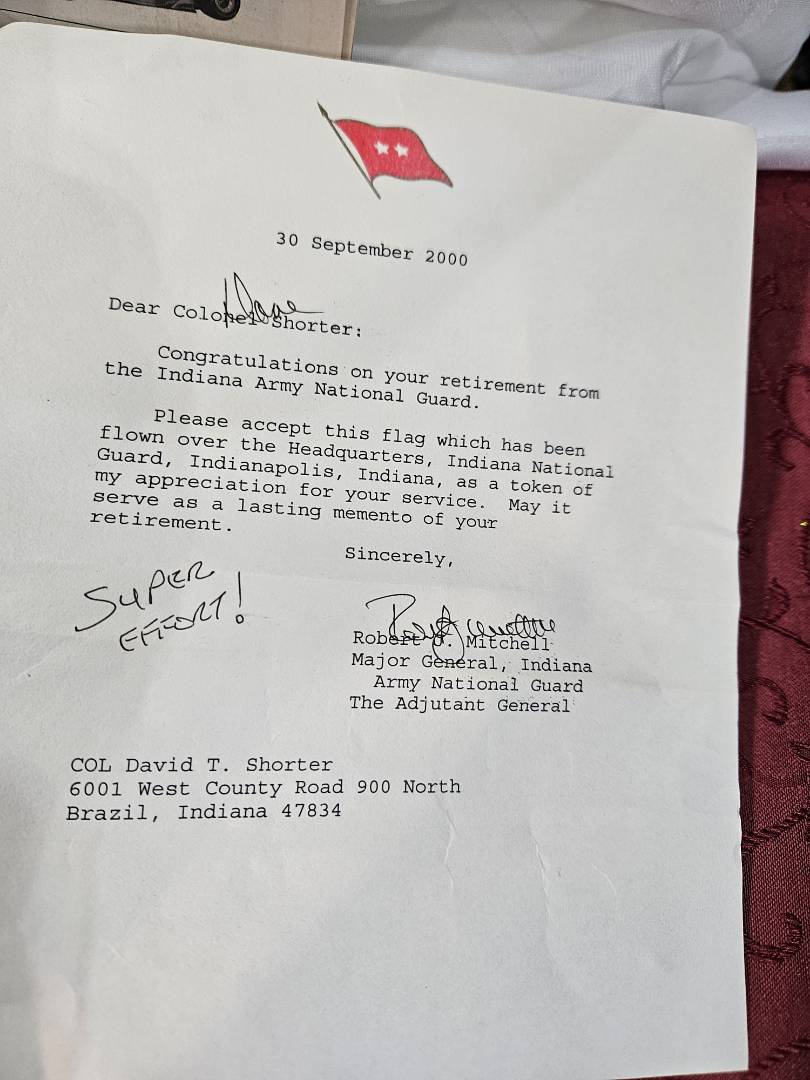 30 September 2000
Dave
Dear Colonel Shorter:
Congratulations on your retirement from
the Indiana Army National Guard.
Please accept this flag which has been
flown over the Headquarters, Indiana National
Guard, Indianapolis, Indiana, as a token of
my appreciation for your service. May it
serve as a lasting memento of your
retirement.
Sincerely,
SUPER
EFFORT!
Robert J. Mitchell
Major General, Indiana
Army National Guard
The Adjutant General
COL David T. Shorter
6001 West County Road 900 North
Brazil, Indiana 47834